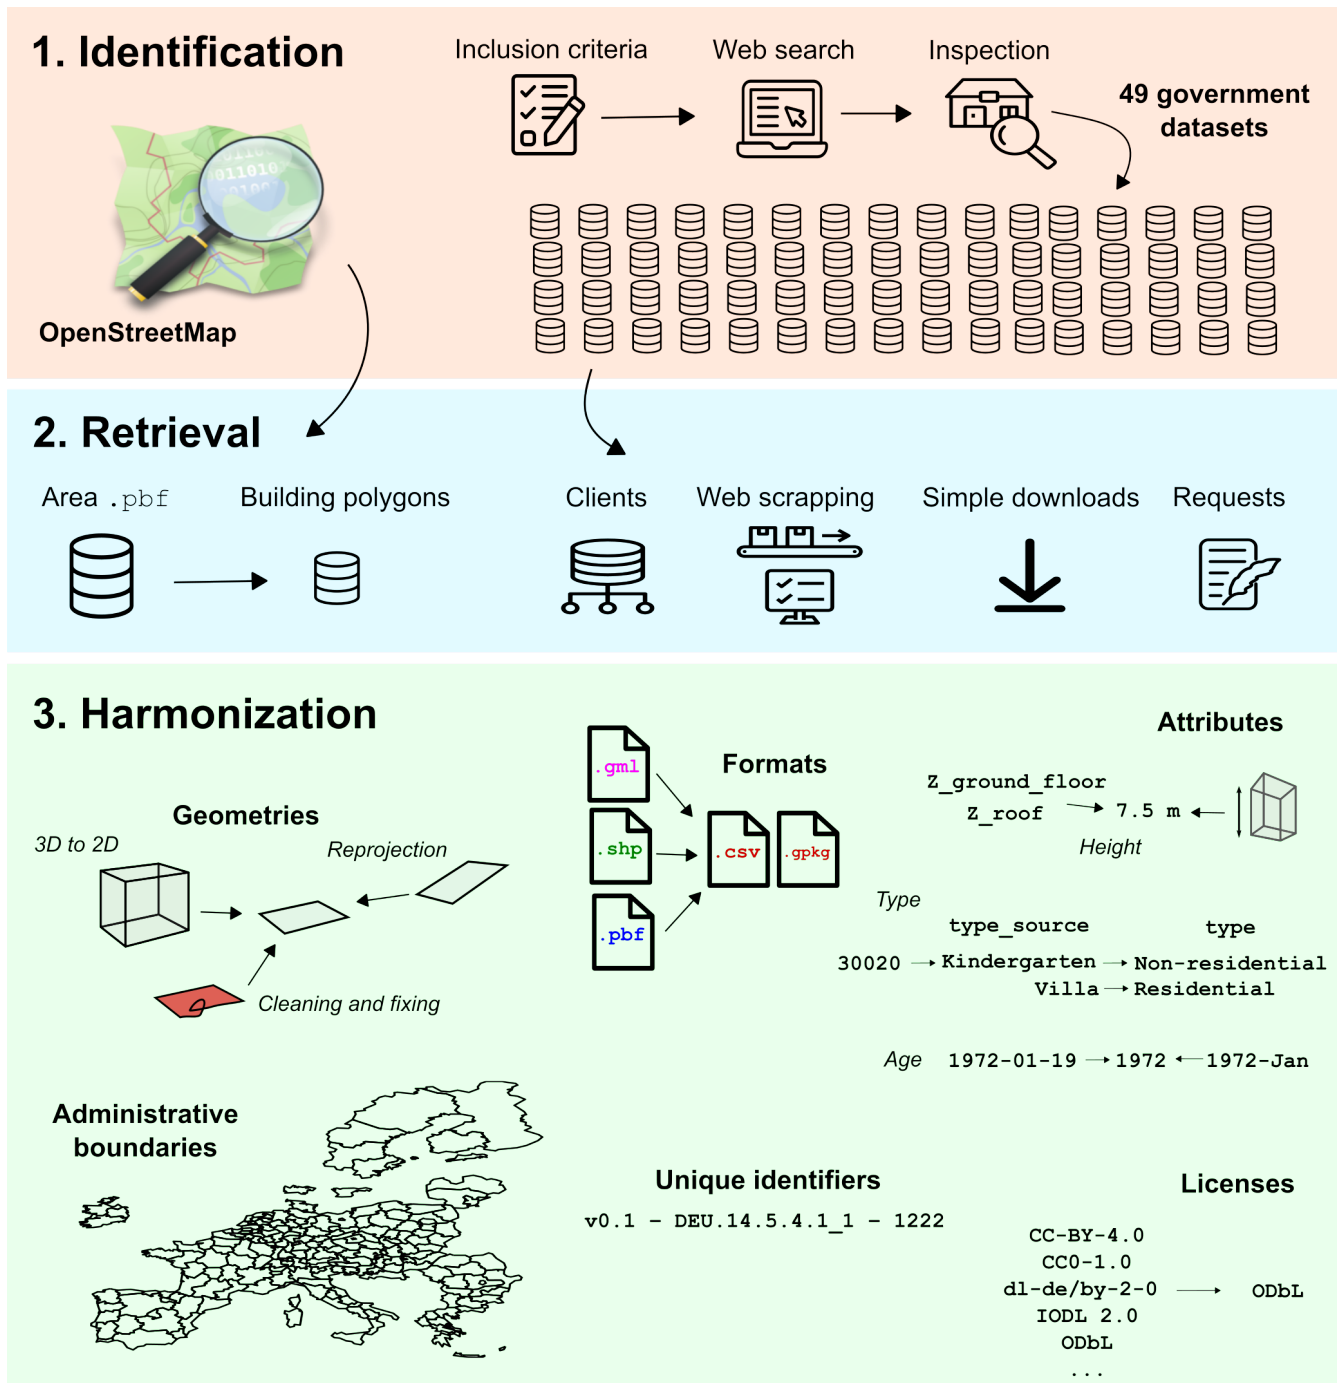 1. Identification
Inclusion criteria
Web search
Inspection
49 government
datasets
011010
OpenStreetMap
2. Retrieval
Area .pbf
Building polygons
Clients
Web scrapping
Simple downloads
Requests
3. Harmonization
Geometries
3D to 2D
Reprojection
Cleaning and fixing
Formats
.gml
.shp
.pbf
.csv
.gpkg
Attributes
Z_ground_floor
Z_roof
7.5 m
Height
Type
type_source
type
30020
Kindergarten
Non-residential
Villa
Residential
Age
1972-01-19
1972
1972-Jan
Administrative
boundaries
Unique identifiers
v0.1 – DEU.14.5.4.1_1 – 1222
Licenses
CC-BY-4.0
CC0-1.0
dl-de/by-2-0
IODL 2.0
ODbL
...
ODbL